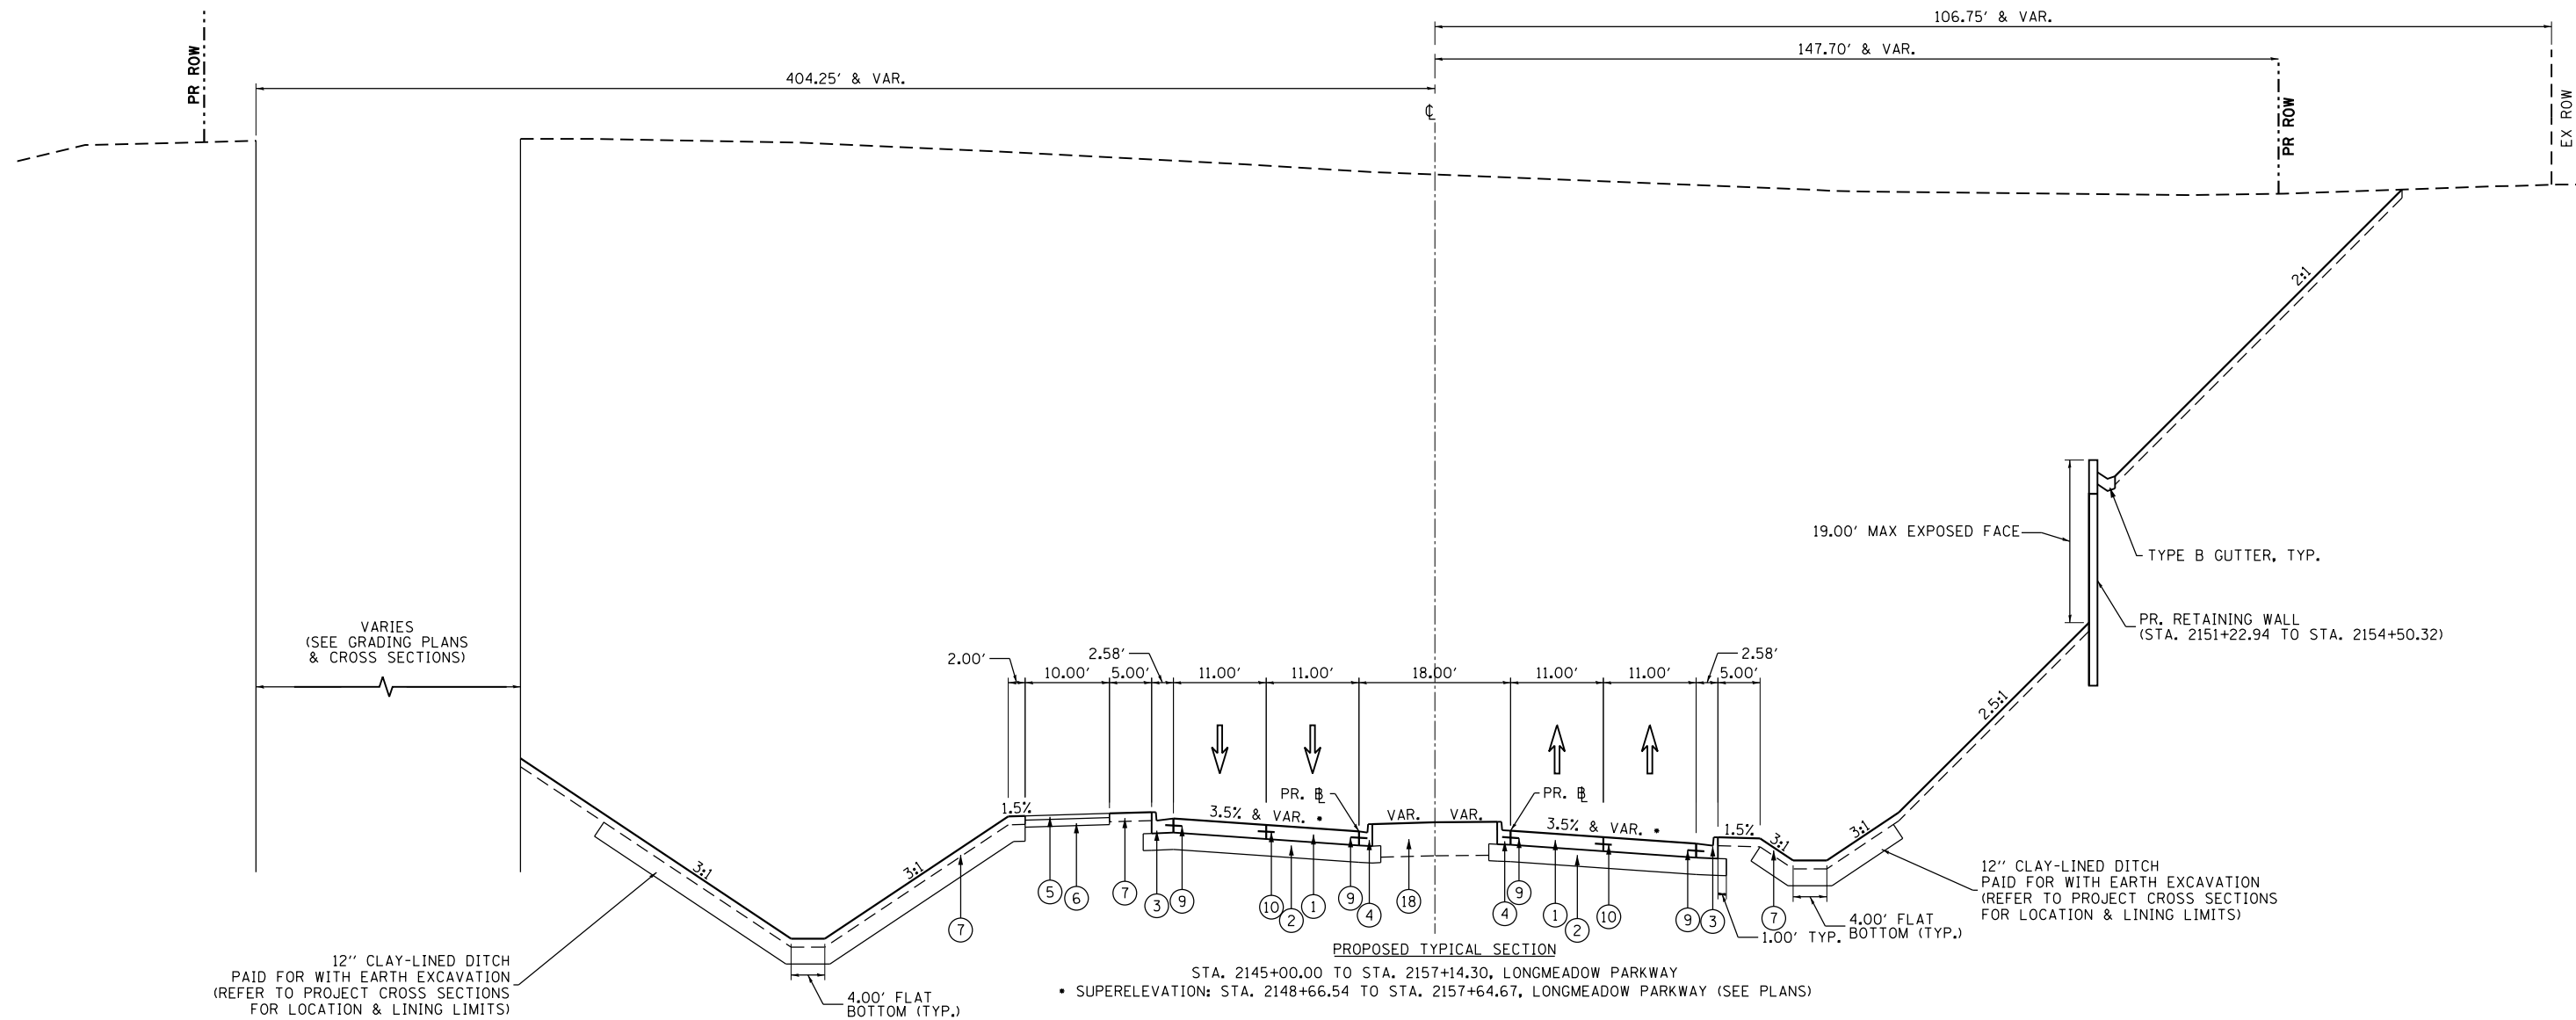 106.75' & VAR.
147.70' & VAR.
404.25' & VAR.
PR ROW
℄
PR ROW
EX ROW
2:1
19.00' MAX EXPOSED FACE
TYPE B GUTTER, TYP.
PR. RETAINING WALL
(STA. 2151+22.94 TO STA. 2154+50.32)
VARIES
(SEE GRADING PLANS
& CROSS SECTIONS)
2.00'
10.00'
5.00'
2.58'
11.00'
11.00'
18.00'
11.00'
11.00'
2.58'
5.00'
2.5:1
PR. BL
PR. BL
1.5%
3.5% & VAR. *
VAR.
VAR.
3.5% & VAR. *
1.5%
3:1
3:1
3:1
3:1
7
5
6
7
3
9
10
2
1
9
4
18
4
9
1
2
10
9
3
7
1.00' TYP.
4.00' FLAT
BOTTOM (TYP.)
12" CLAY-LINED DITCH
PAID FOR WITH EARTH EXCAVATION
(REFER TO PROJECT CROSS SECTIONS
FOR LOCATION & LINING LIMITS)
12" CLAY-LINED DITCH
PAID FOR WITH EARTH EXCAVATION
(REFER TO PROJECT CROSS SECTIONS
FOR LOCATION & LINING LIMITS)
4.00' FLAT
BOTTOM (TYP.)
PROPOSED TYPICAL SECTION
STA. 2145+00.00 TO STA. 2157+14.30, LONGMEADOW PARKWAY
* SUPERELEVATION: STA. 2148+66.54 TO STA. 2157+64.67, LONGMEADOW PARKWAY (SEE PLANS)